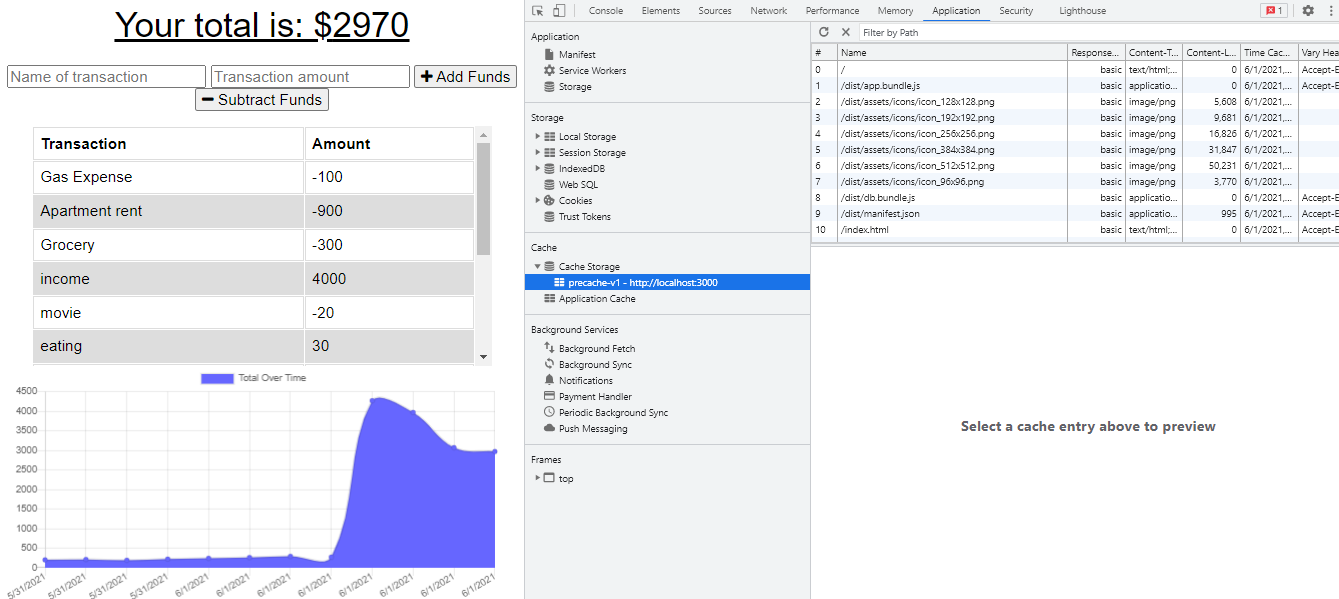 Your total is: $2970
Name of transaction Transaction amount + Add Funds
− Subtract Funds
Transaction Amount
Gas Expense -100
Apartment rent -900
Grocery -300
income 4000
movie -20
eating 30
Total Over Time
4500
4000
3500
3000
2500
2000
1500
1000
500
0
5/31/2021 5/31/2021 5/31/2021 5/31/2021 6/1/2021 6/1/2021 6/1/2021 6/1/2021 6/1/2021 6/1/2021 6/1/2021 6/1/2021
Console Elements Sources Network Performance Memory Application Security Lighthouse 1
Application
Manifest
Service Workers
Storage
Storage
Local Storage
Session Storage
IndexedDB
Web SQL
Cookies
Trust Tokens
Cache
Cache Storage
precache-v1 - http://localhost:3000
Application Cache
Background Services
Background Fetch
Background Sync
Notifications
Payment Handler
Periodic Background Sync
Push Messaging
Frames
top
Filter by Path
# Name Response... Content-T... Content-L... Time Cac... Vary Hea
0 / basic text/html;... 0 6/1/2021,... Accept-E
1 /dist/app.bundle.js basic applicatio... 0 6/1/2021,... Accept-E
2 /dist/assets/icons/icon_128x128.png basic image/png 5,608 6/1/2021,...
3 /dist/assets/icons/icon_192x192.png basic image/png 9,681 6/1/2021,...
4 /dist/assets/icons/icon_256x256.png basic image/png 16,826 6/1/2021,...
5 /dist/assets/icons/icon_384x384.png basic image/png 31,847 6/1/2021,...
6 /dist/assets/icons/icon_512x512.png basic image/png 50,231 6/1/2021,...
7 /dist/assets/icons/icon_96x96.png basic image/png 3,770 6/1/2021,...
8 /dist/db.bundle.js basic applicatio... 0 6/1/2021,... Accept-E
9 /dist/manifest.json basic applicatio... 995 6/1/2021,... Accept-E
10 /index.html basic text/html;... 0 6/1/2021,... Accept-E
Select a cache entry above to preview